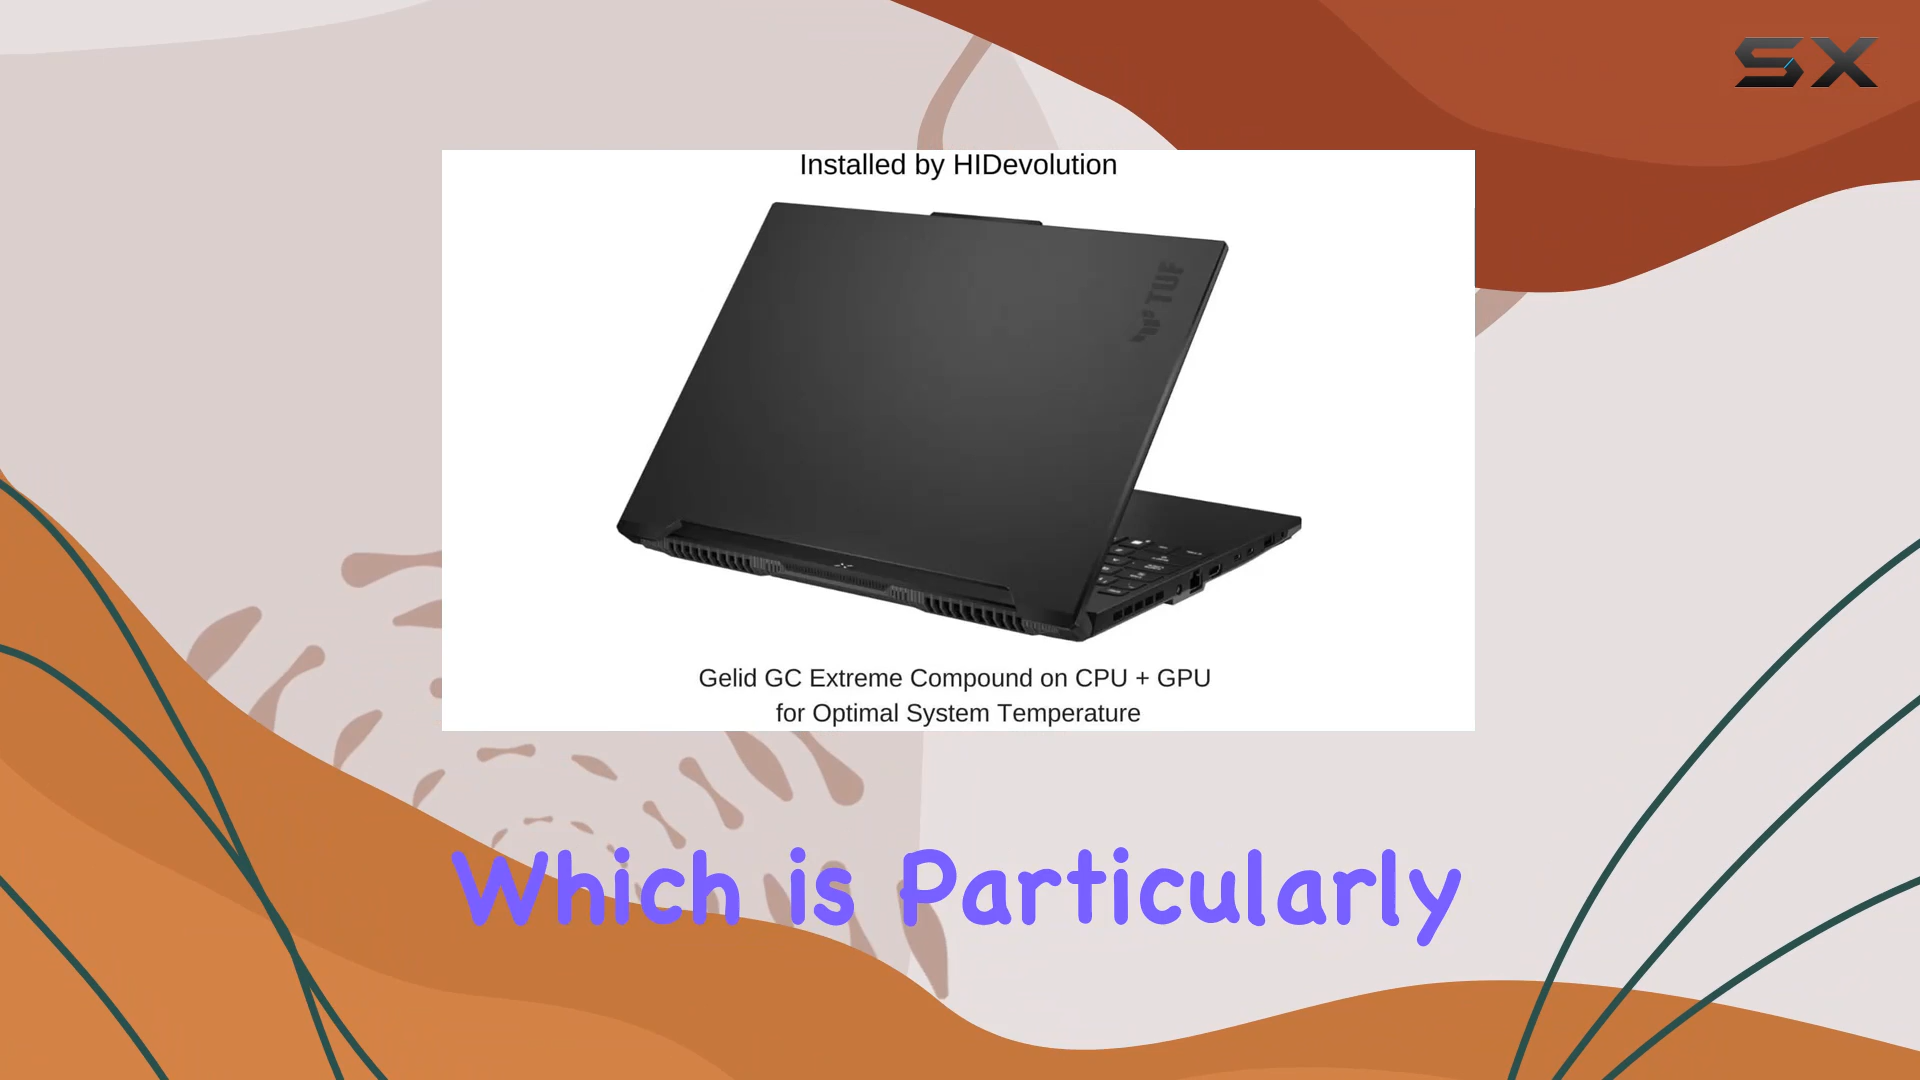 SX
Installed by HIDevolution
TUF
Gelid GC Extreme Compound on CPU + GPU
for Optimal System Temperature
Which is Particularly